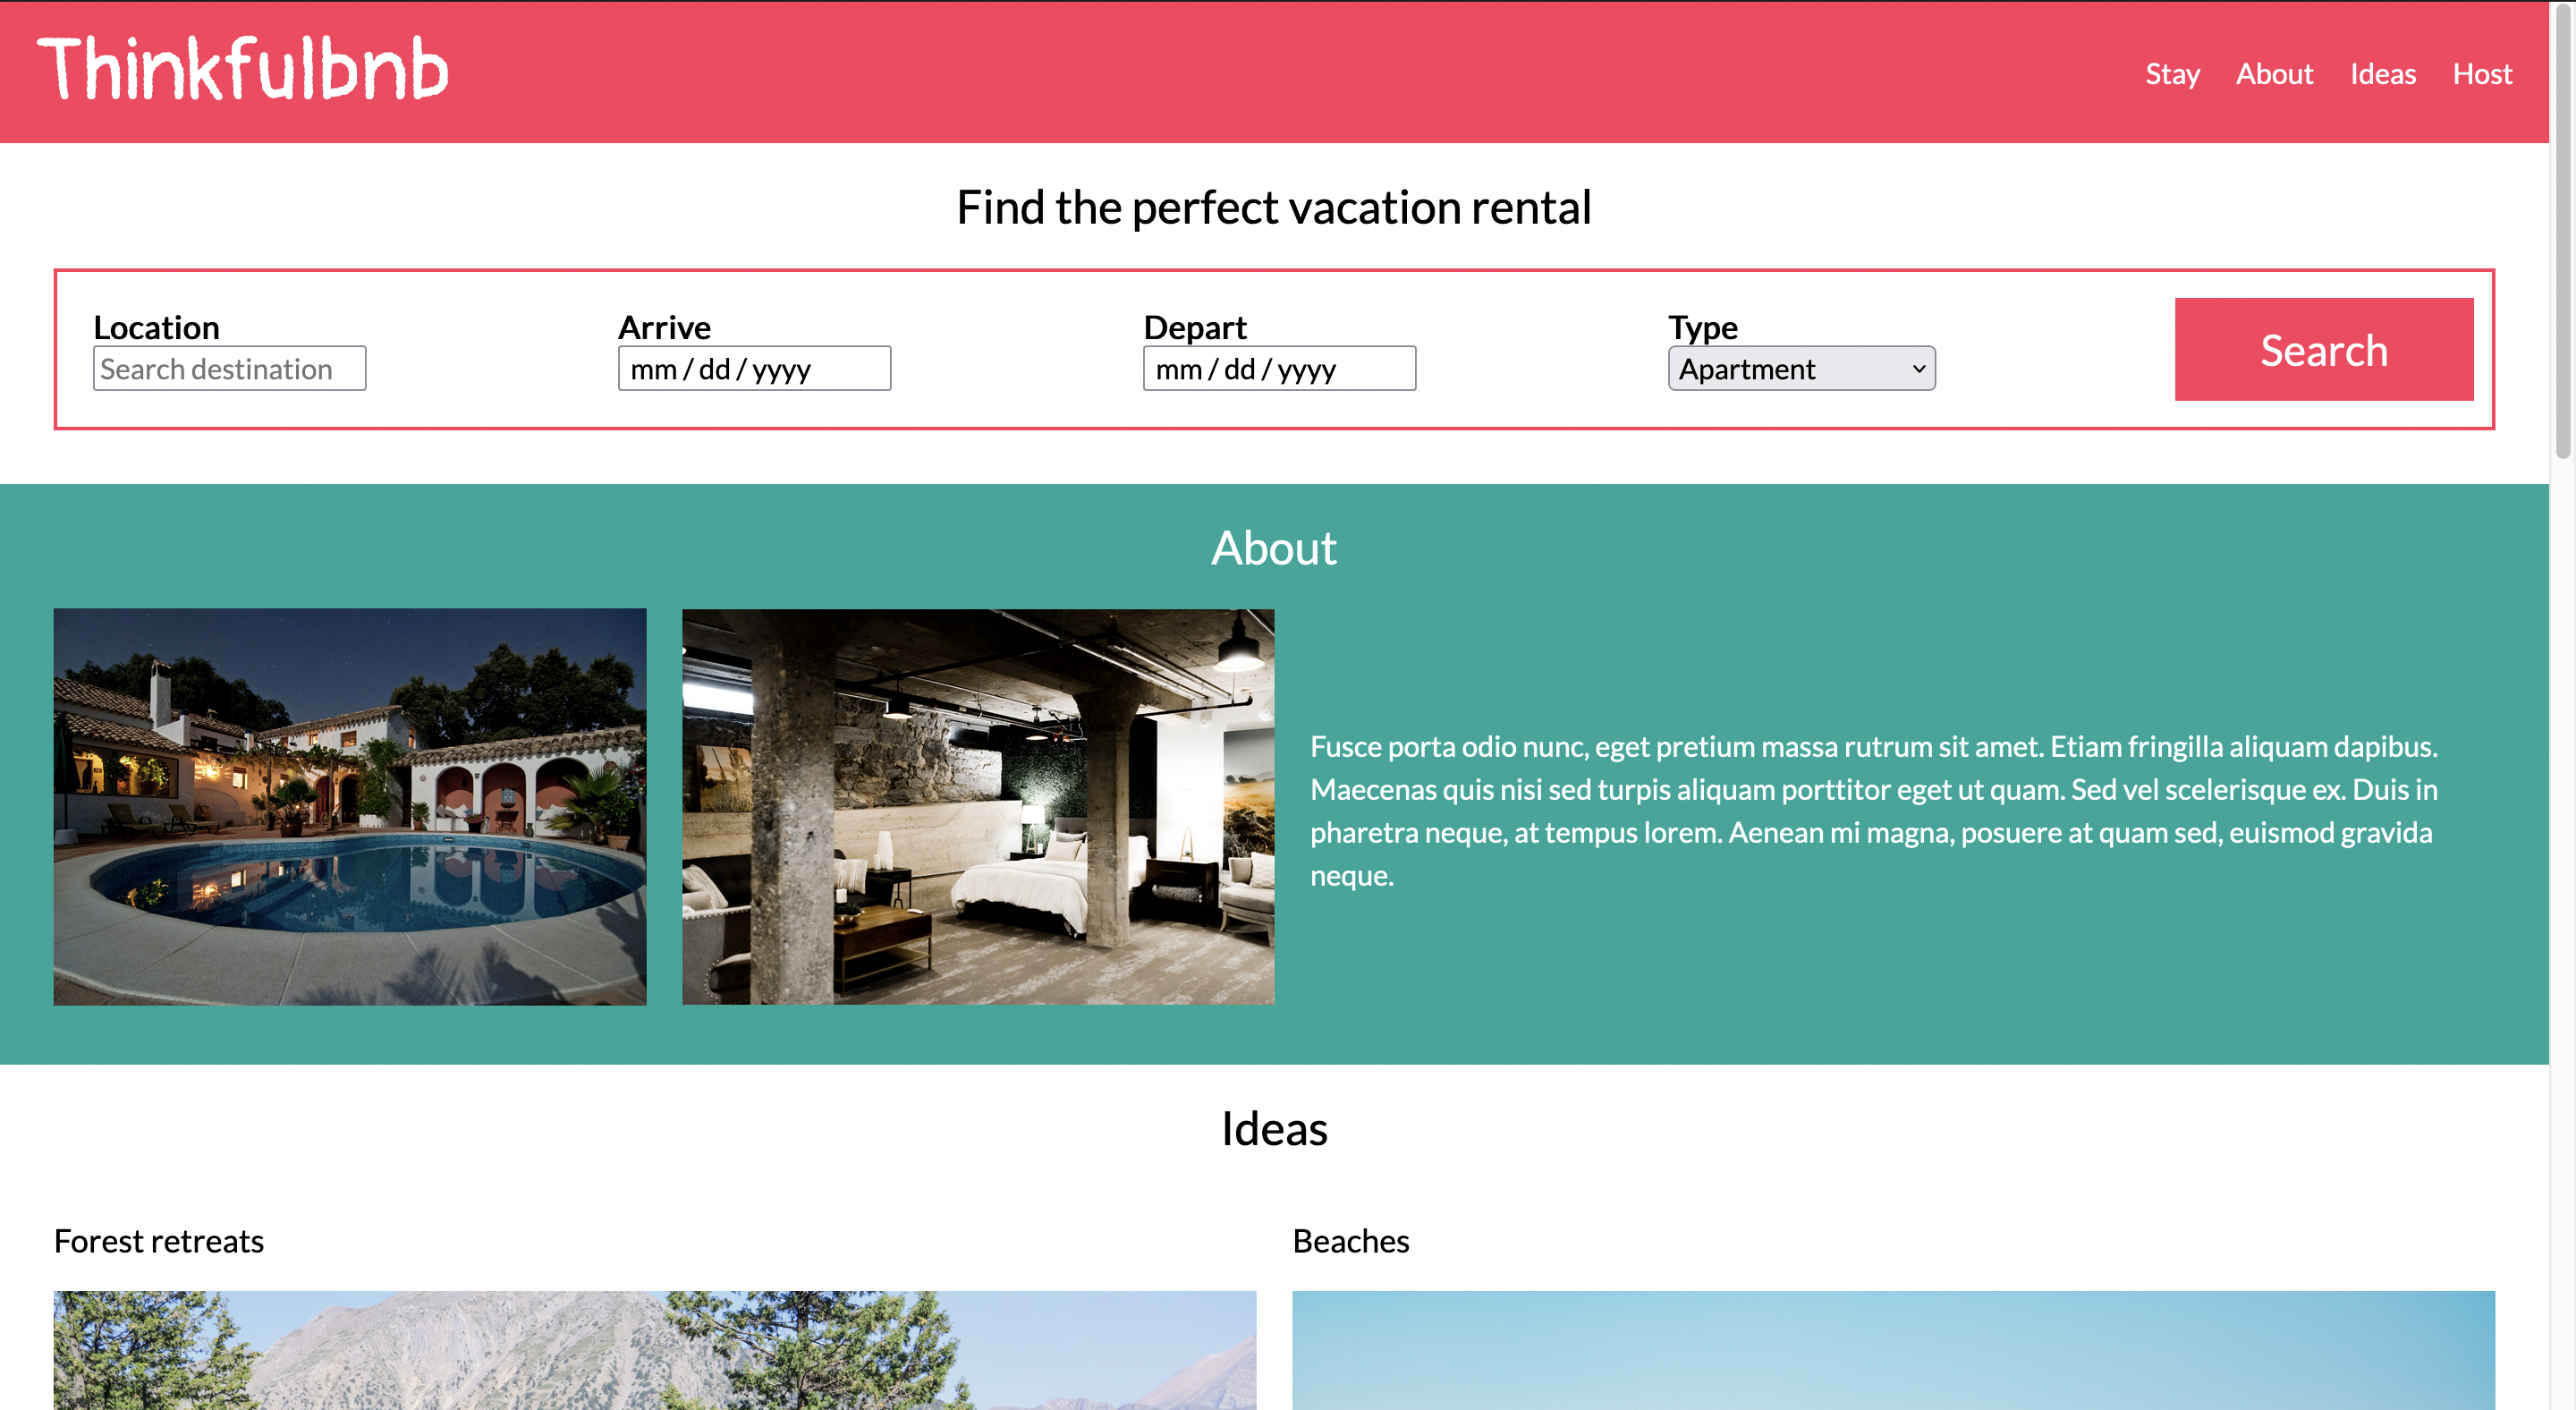 Thinkfulbnb
Stay About Ideas Host
Find the perfect vacation rental
Location Arrive Depart Type
Search destination mm / dd / yyyy mm / dd / yyyy Apartment Search
About
Fusce porta odio nunc, eget pretium massa rutrum sit amet. Etiam fringilla aliquam dapibus.
Maecenas quis nisi sed turpis aliquam porttitor eget ut quam. Sed vel scelerisque ex. Duis in
pharetra neque, at tempus lorem. Aenean mi magna, posuere at quam sed, euismod gravida
neque.
Ideas
Forest retreats
Beaches